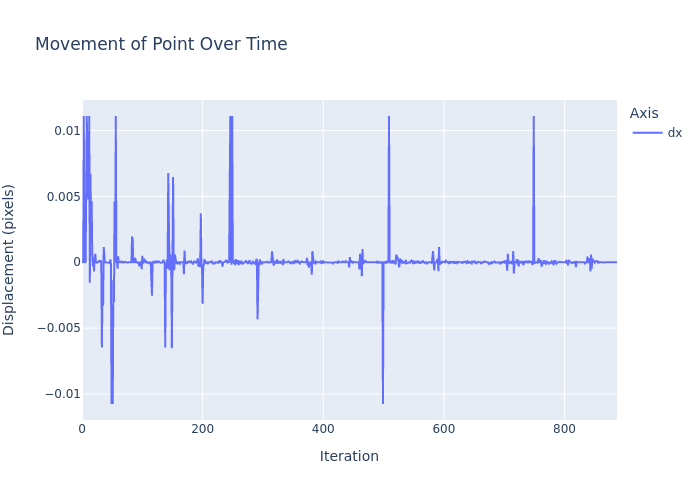 Movement of Point Over Time
Axis
dx
Displacement (pixels)
0.01
0.005
0
−0.005
−0.01
0 200 400 600 800
Iteration